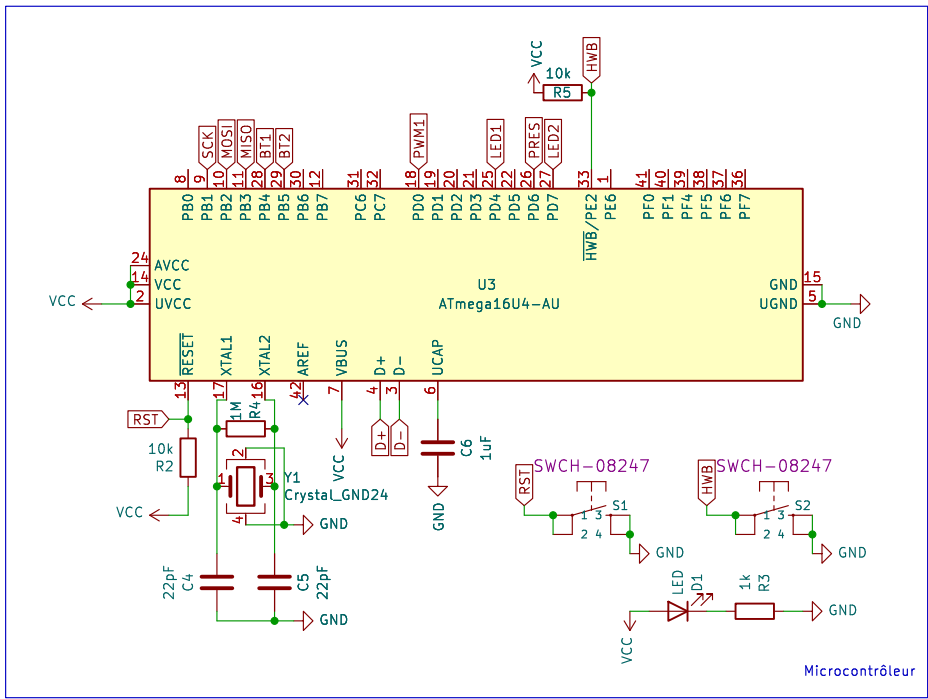 VCC
10k
R5
HWB
SCK
MOSI
MISO
BT1
BT2
PWM1
LED1
PRES
LED2
8 9 10 11 28 29 30 12 31 32 18 19 20 21 25 22 26 27 33 1 41 40 39 38 37 36
PB0 PB1 PB2 PB3 PB4 PB5 PB6 PB7 PC6 PC7 PD0 PD1 PD2 PD3 PD4 PD5 PD6 PD7 HWB/PE2 PE6 PF0 PF1 PF4 PF5 PF6 PF7
24 AVCC
14 VCC
VCC 2 UVCC
U3
ATmega16U4-AU
GND 15
UGND 5
GND
RESET XTAL1 XTAL2 AREF VBUS D+ D- UCAP
13 17 16 42 7 4 3 6
RST
10k
R2
VCC
1M
R4
VCC
D+
D-
C6
1uF
GND
2
1 3
4
Y1
Crystal_GND24
GND
22pF
C4
C5
22pF
GND
SWCH-08247
RST
S1
1 3
2 4
GND
SWCH-08247
HWB
S2
1 3
2 4
GND
LED
D1
1k
R3
VCC
GND
Microcontrôleur